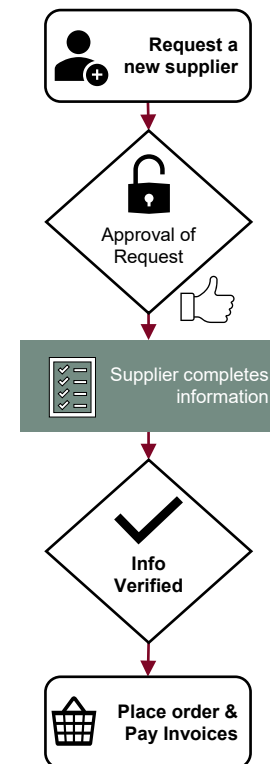 Request a
new supplier
Approval of
Request
Supplier completes
information
Info
Verified
Place order &
Pay Invoices